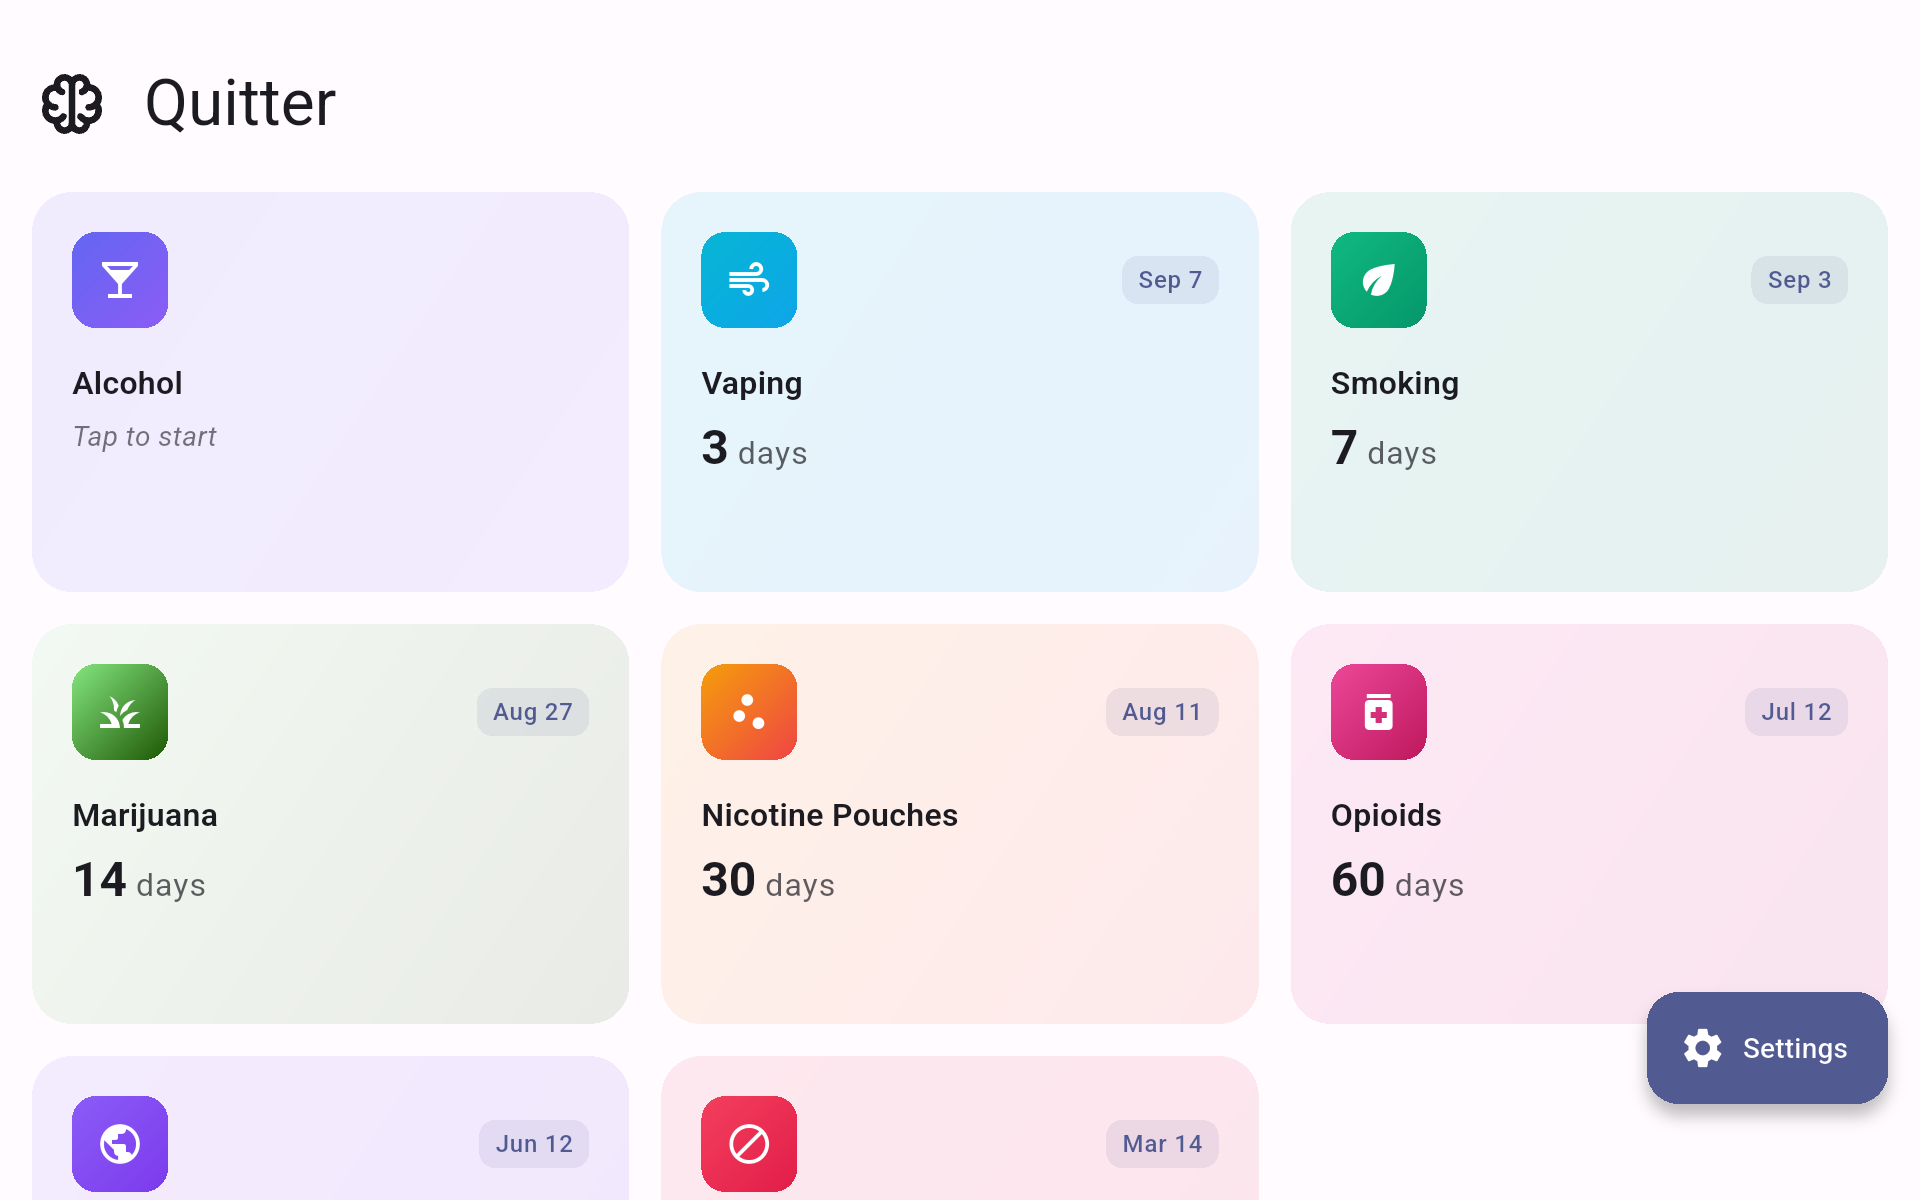 Quitter
Alcohol
Tap to start
Sep 7
Vaping
3 days
Sep 3
Smoking
7 days
Aug 27
Marijuana
14 days
Aug 11
Nicotine Pouches
30 days
Jul 12
Opioids
60 days
Settings
Jun 12
Mar 14